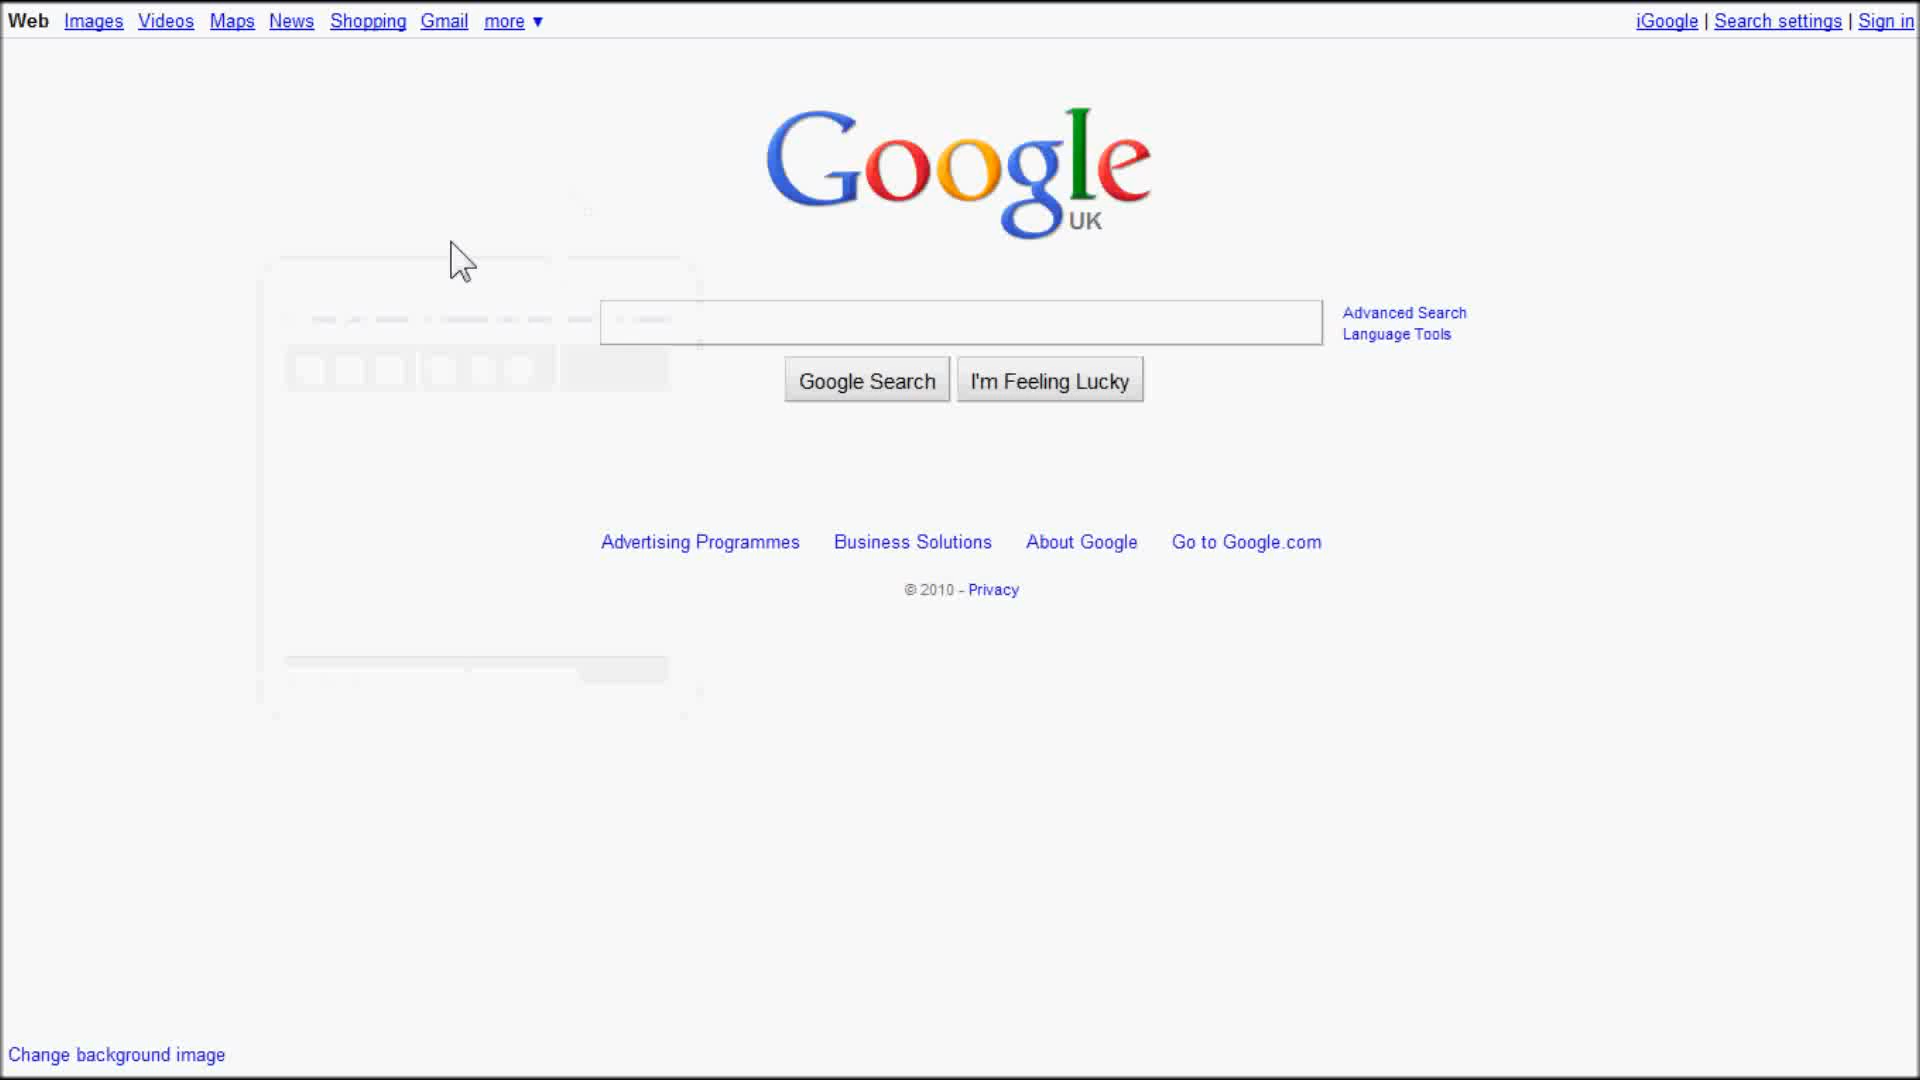 Web Images Videos Maps News Shopping Gmail more ▼
iGoogle | Search settings | Sign in
Google
UK
Advanced Search
Language Tools
Google Search I'm Feeling Lucky
Advertising Programmes Business Solutions About Google Go to Google.com
© 2010 - Privacy
Change background image